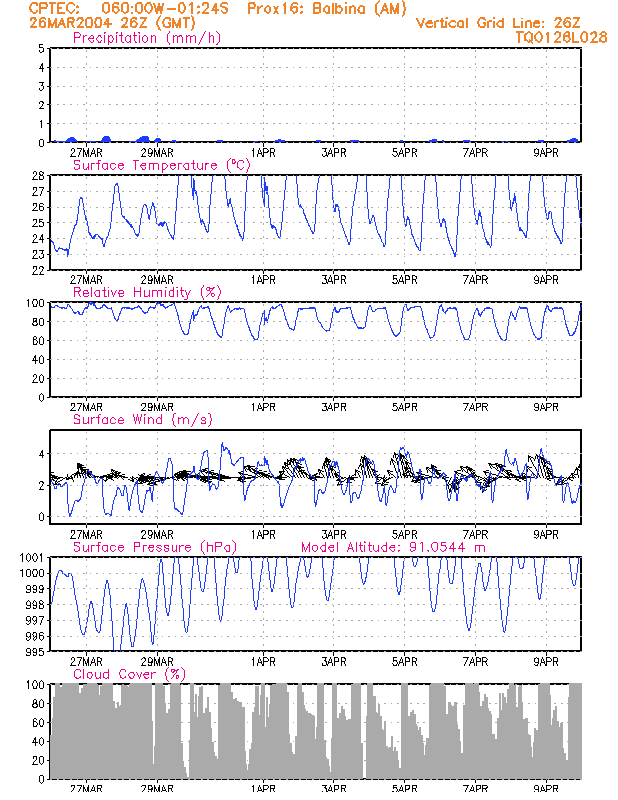 CPTEC: 060:00W-01:24S Prox16: Balbina (AM)
26MAR2004 26Z (GMT) Vertical Grid Line: 26Z
Precipitation (mm/h) TQ0126L028
5
4
3
2
1
0
27MAR 29MAR 1APR 3APR 5APR 7APR 9APR
Surface Temperature (ºC)
28
27
26
25
24
23
22
27MAR 29MAR 1APR 3APR 5APR 7APR 9APR
Relative Humidity (%)
100
80
60
40
20
0
27MAR 29MAR 1APR 3APR 5APR 7APR 9APR
Surface Wind (m/s)
4
2
0
27MAR 29MAR 1APR 3APR 5APR 7APR 9APR
Surface Pressure (hPa) Model Altitude: 91.0544 m
1001
1000
999
998
997
996
995
27MAR 29MAR 1APR 3APR 5APR 7APR 9APR
Cloud Cover (%)
100
80
60
40
20
0
27MAR 29MAR 1APR 3APR 5APR 7APR 9APR